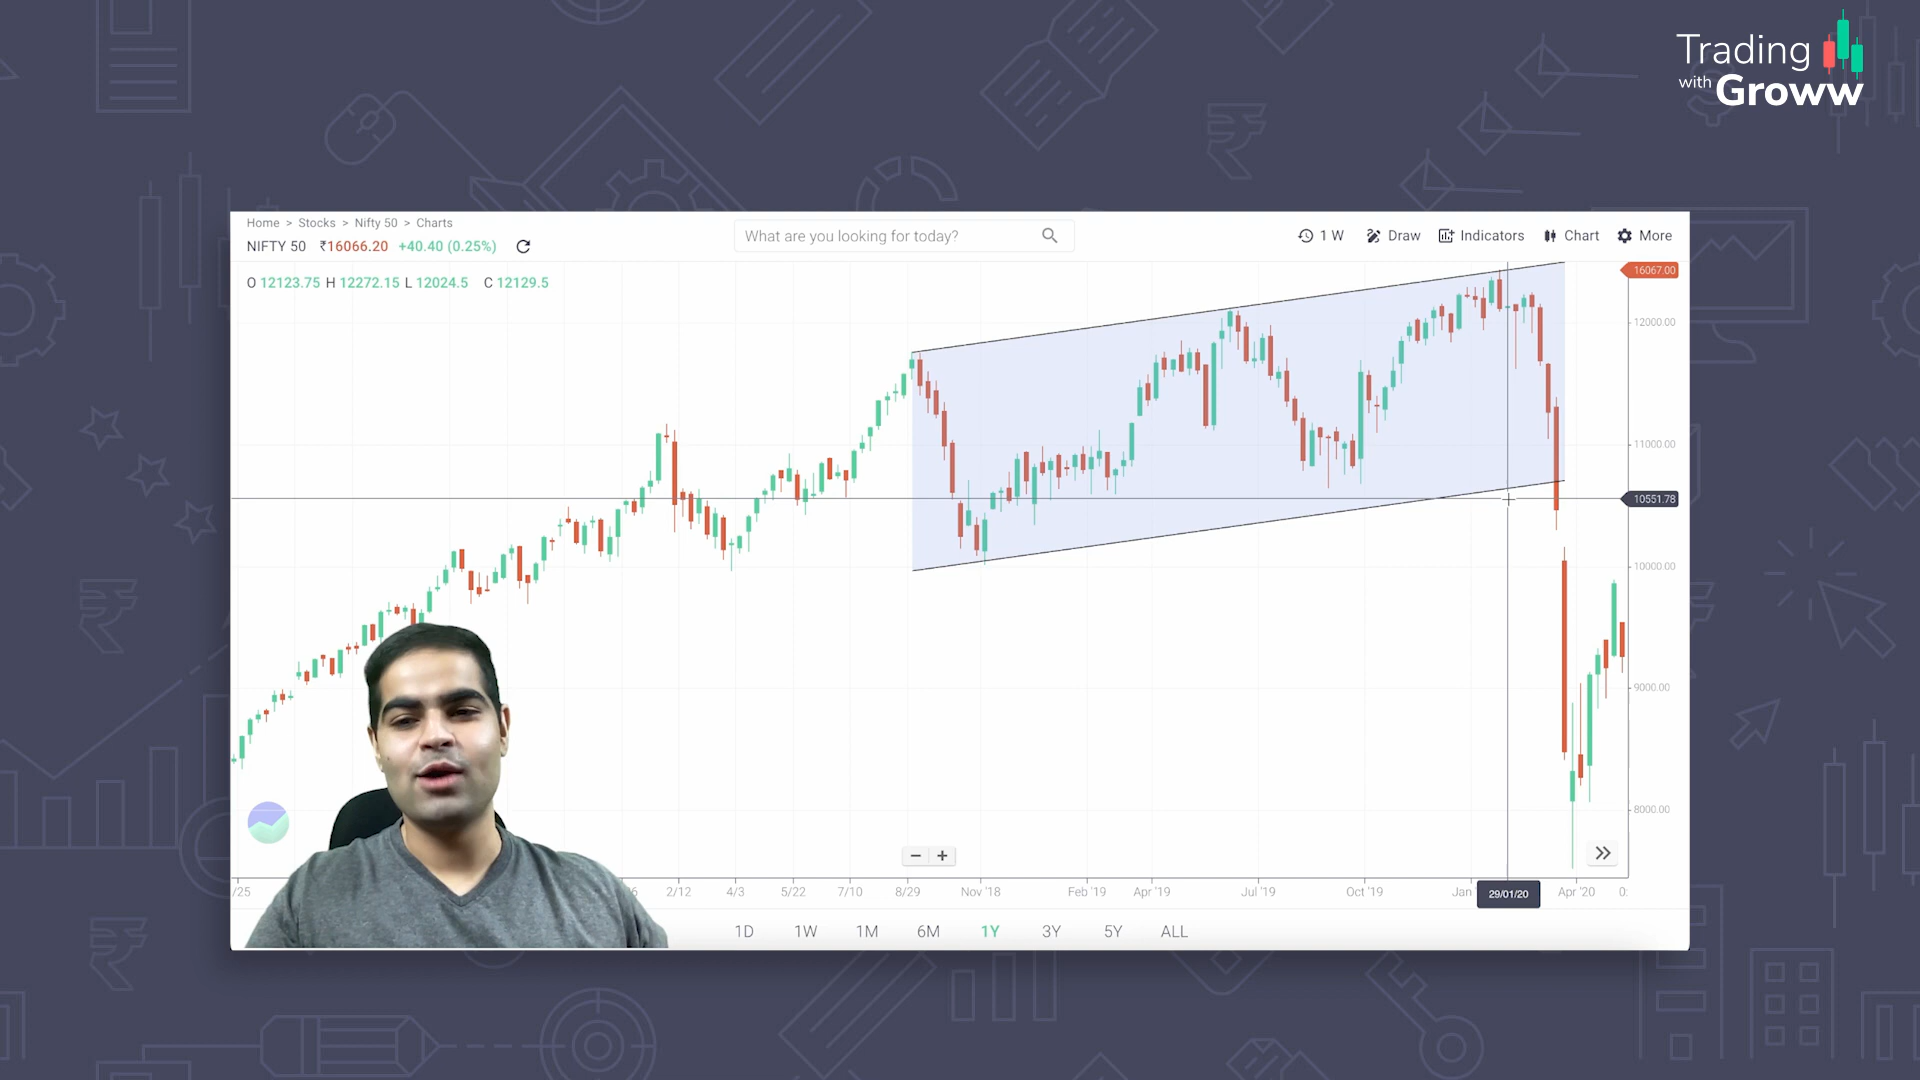 Trading
with Groww
Home > Stocks > Nifty 50 > Charts
NIFTY 50 ₹16066.20 +40.40 (0.25%)
What are you looking for today?
1 W Draw Indicators Chart More
O 12123.75 H 12272.15 L 12024.5 C 12129.5
16067.00
12000.00
11000.00
10551.78
10000.00
9000.00
8000.00
− +
/25 2/12 4/3 5/22 7/10 8/29 Nov '18 Feb '19 Apr '19 Jul '19 Oct '19 Jan 29/01/20 Apr '20
1D 1W 1M 6M 1Y 3Y 5Y ALL